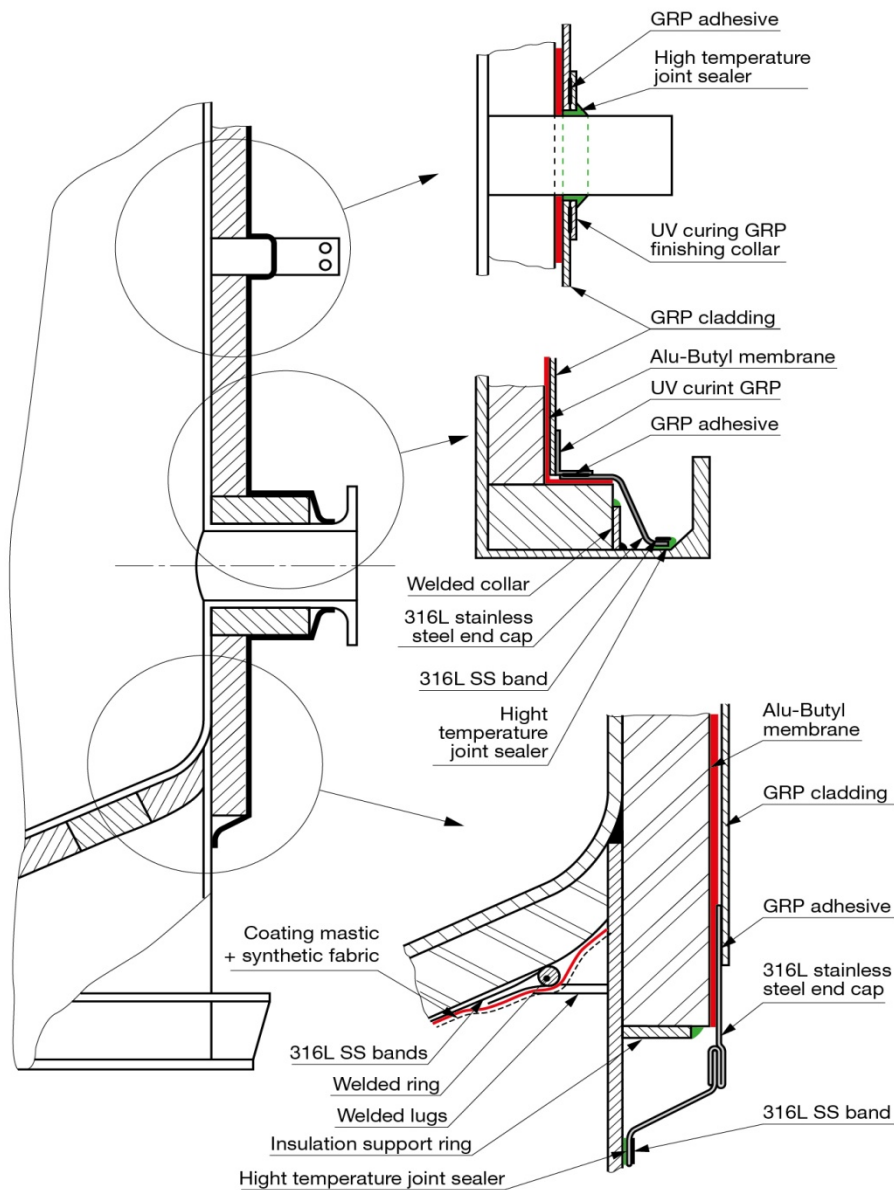 GRP adhesive
High temperature
joint sealer
UV curing GRP
finishing collar
GRP cladding
Alu-Butyl membrane
UV curint GRP
GRP adhesive
Welded collar
316L stainless
steel end cap
316L SS band
Hight
temperature
joint sealer
Alu-Butyl
membrane
GRP cladding
GRP adhesive
316L stainless
steel end cap
Coating mastic
+ synthetic fabric
316L SS bands
Welded ring
Welded lugs
Insulation support ring
Hight temperature joint sealer
316L SS band